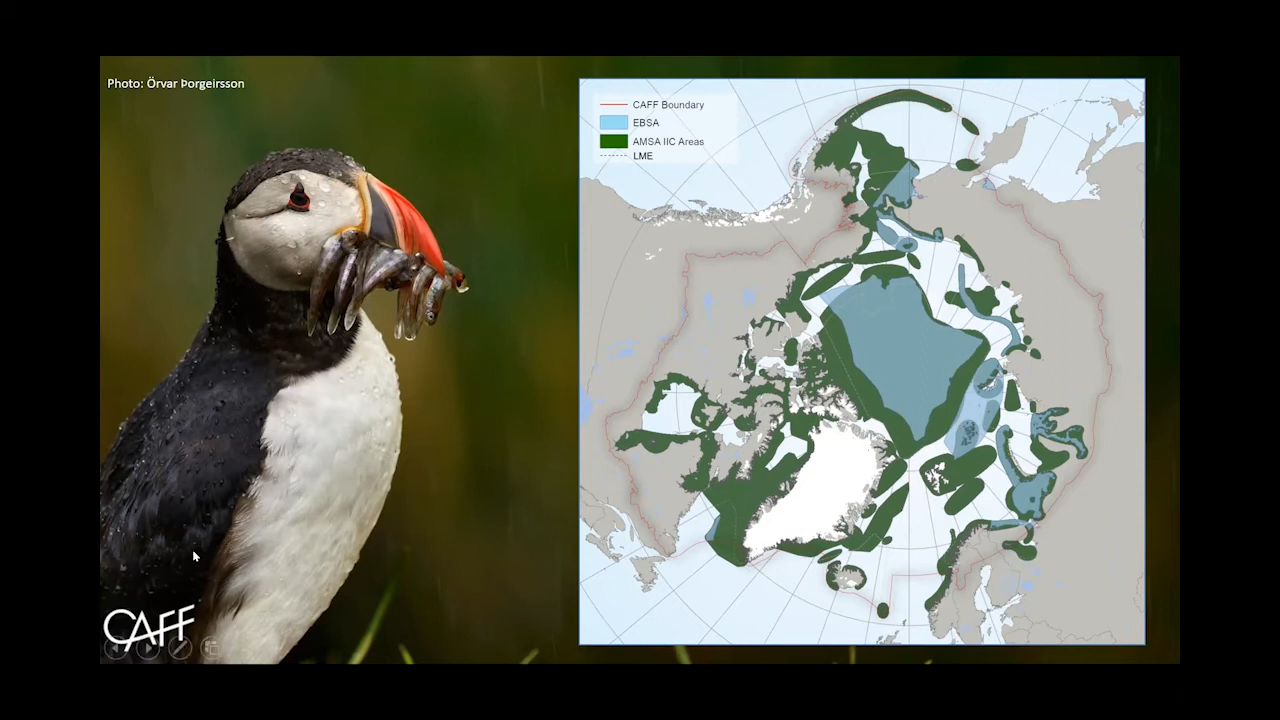 Photo: Örvar Þorgeirsson
CAFF Boundary
EBSA
AMSA IIC Areas
LME
CAFF